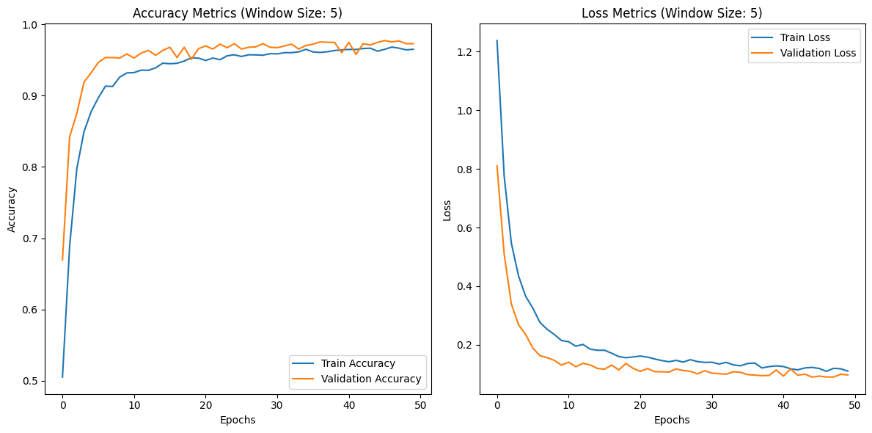 Accuracy Metrics (Window Size: 5)
1.0
0.9
0.8
0.7
0.6
0.5
Accuracy
0 10 20 30 40 50
Epochs
Train Accuracy
Validation Accuracy
Loss Metrics (Window Size: 5)
1.2
1.0
0.8
0.6
0.4
0.2
Loss
0 10 20 30 40 50
Epochs
Train Loss
Validation Loss